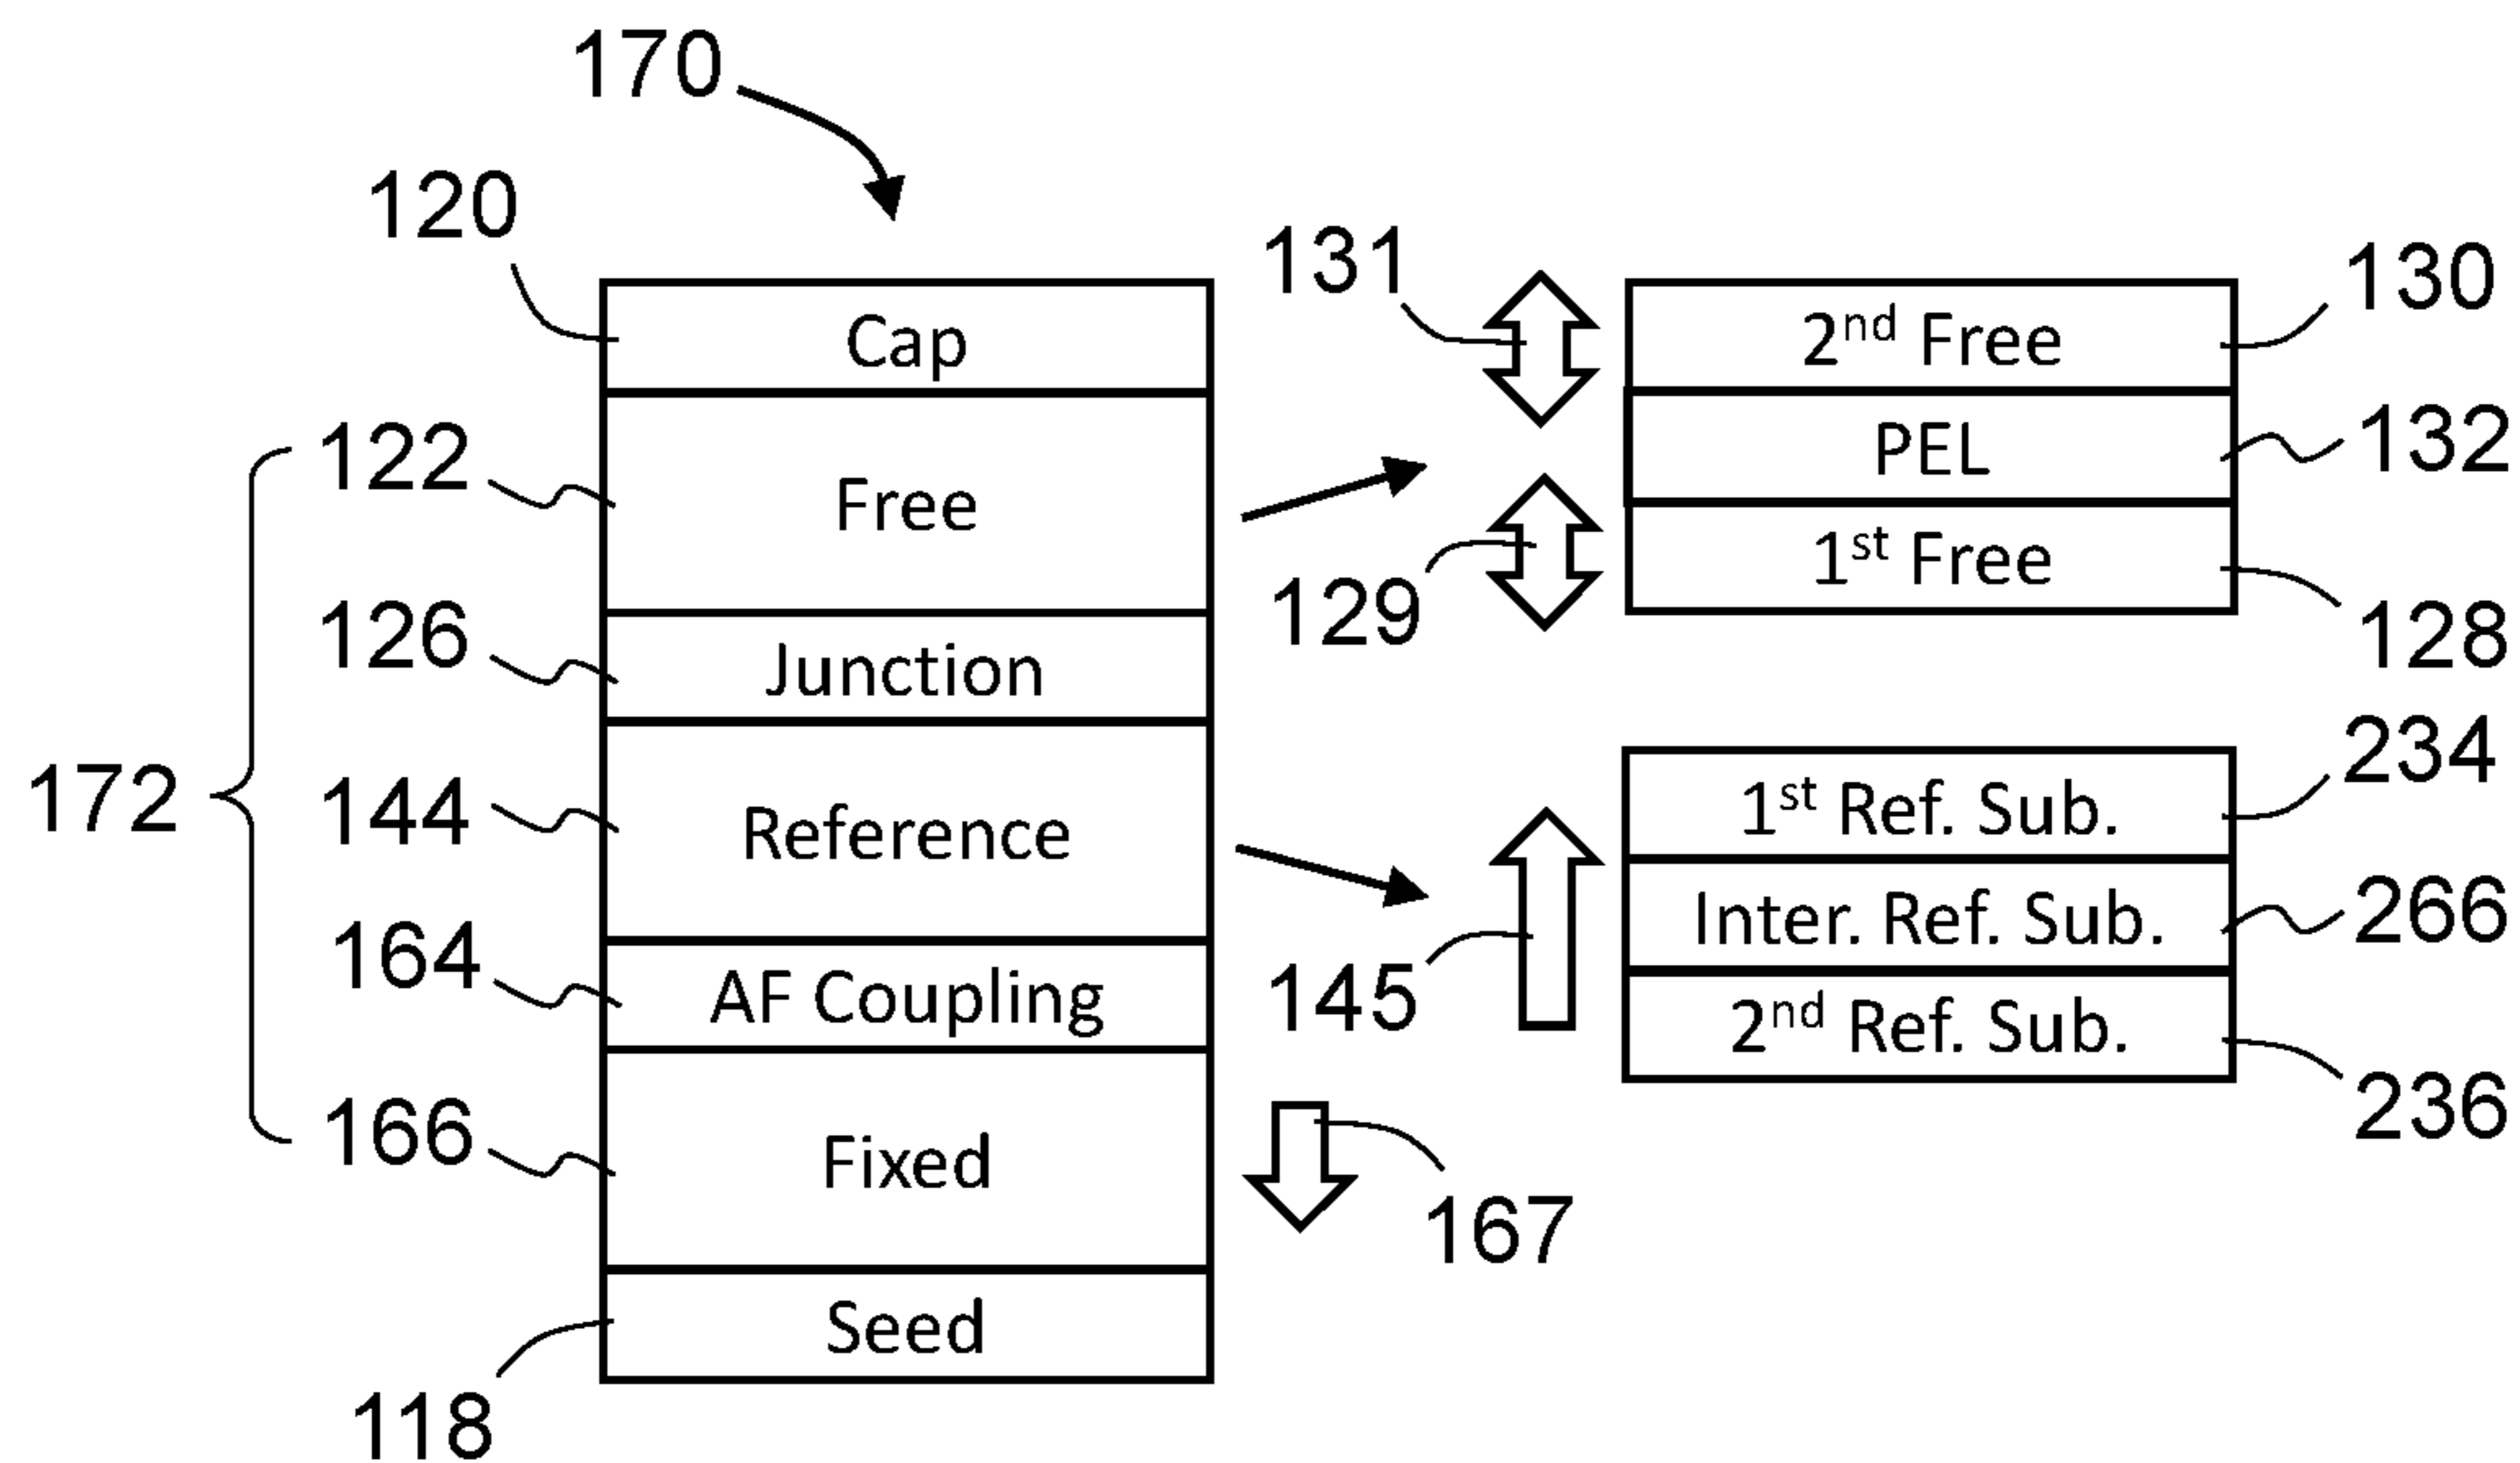 170
120
131
130
Cap
2nd Free
122
132
PEL
Free
1st Free
129
128
126
Junction
172
234
144
1st Ref. Sub.
Reference
266
Inter. Ref. Sub.
164
AF Coupling
145
2nd Ref. Sub.
236
166
Fixed
167
Seed
118